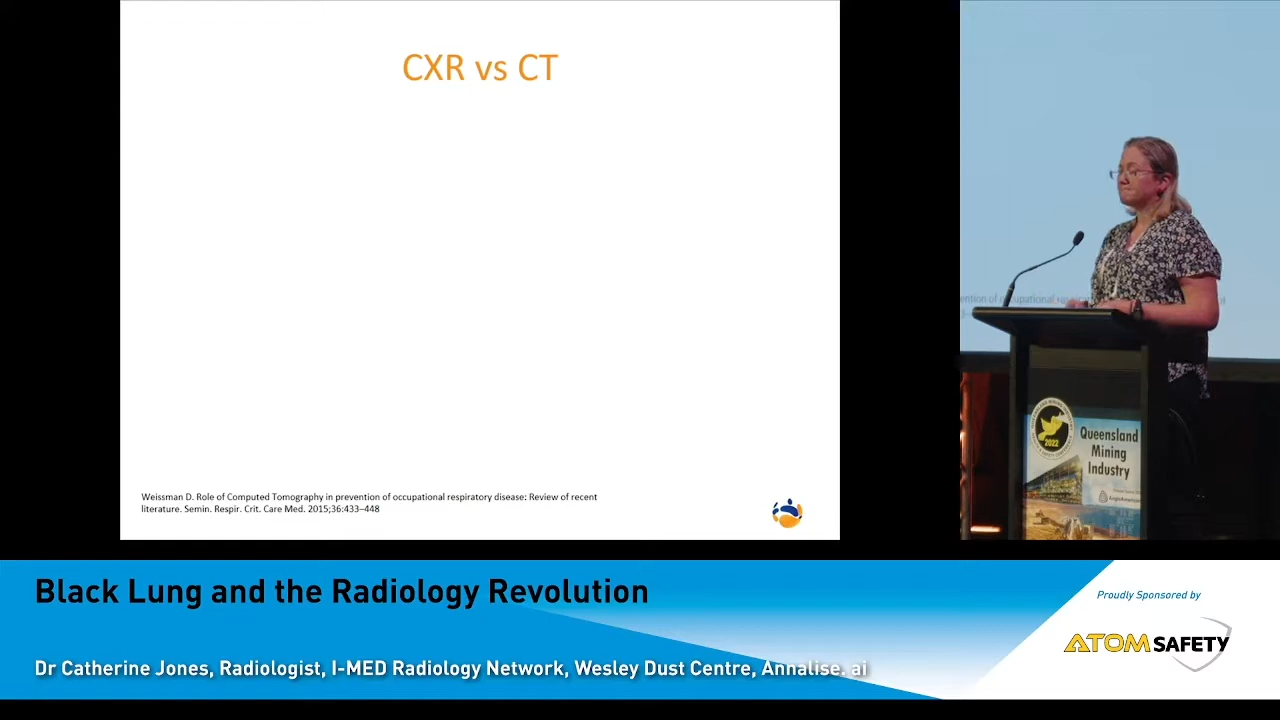 CXR vs CT
Weissman D. Role of Computed Tomography in prevention of occupational respiratory disease: Review of recent
literature. Semin. Respir. Crit. Care Med. 2015;36:433–448
2022
Queensland
Mining
Industry
Black Lung and the Radiology Revolution
Dr Catherine Jones, Radiologist, I-MED Radiology Network, Wesley Dust Centre, Annalise. ai
Proudly Sponsored by
ATOM SAFETY